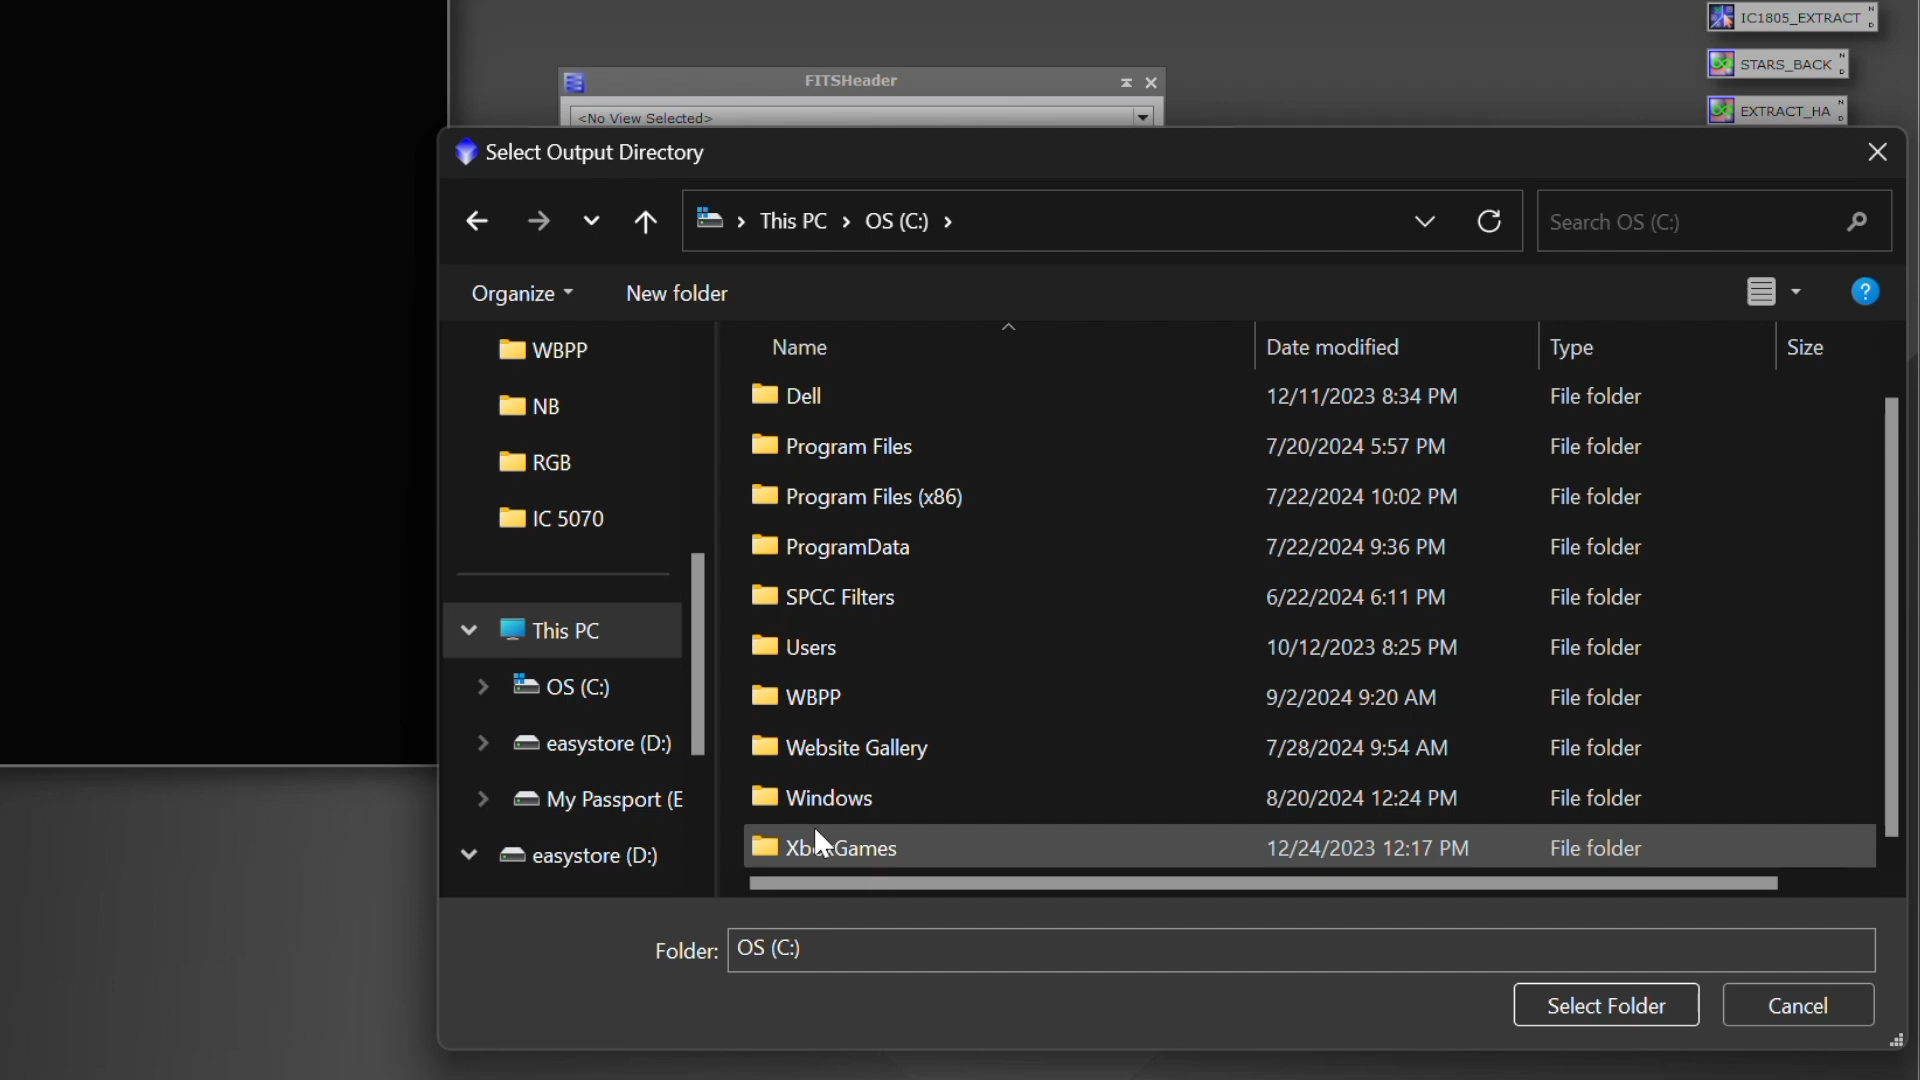 IC1805_EXTRACT
STARS_BACK
EXTRACT_HA
FITSHeader
<No View Selected>
Select Output Directory
This PC > OS (C:) >
Search OS (C:)
Organize
New folder
?
WBPP
NB
RGB
IC 5070
This PC
OS (C:)
easystore (D:)
My Passport (E
easystore (D:)
Name Date modified Type Size
Dell 12/11/2023 8:34 PM File folder
Program Files 7/20/2024 5:57 PM File folder
Program Files (x86) 7/22/2024 10:02 PM File folder
ProgramData 7/22/2024 9:36 PM File folder
SPCC Filters 6/22/2024 6:11 PM File folder
Users 10/12/2023 8:25 PM File folder
WBPP 9/2/2024 9:20 AM File folder
Website Gallery 7/28/2024 9:54 AM File folder
Windows 8/20/2024 12:24 PM File folder
XboxGames 12/24/2023 12:17 PM File folder
Folder: OS (C:)
Select Folder
Cancel